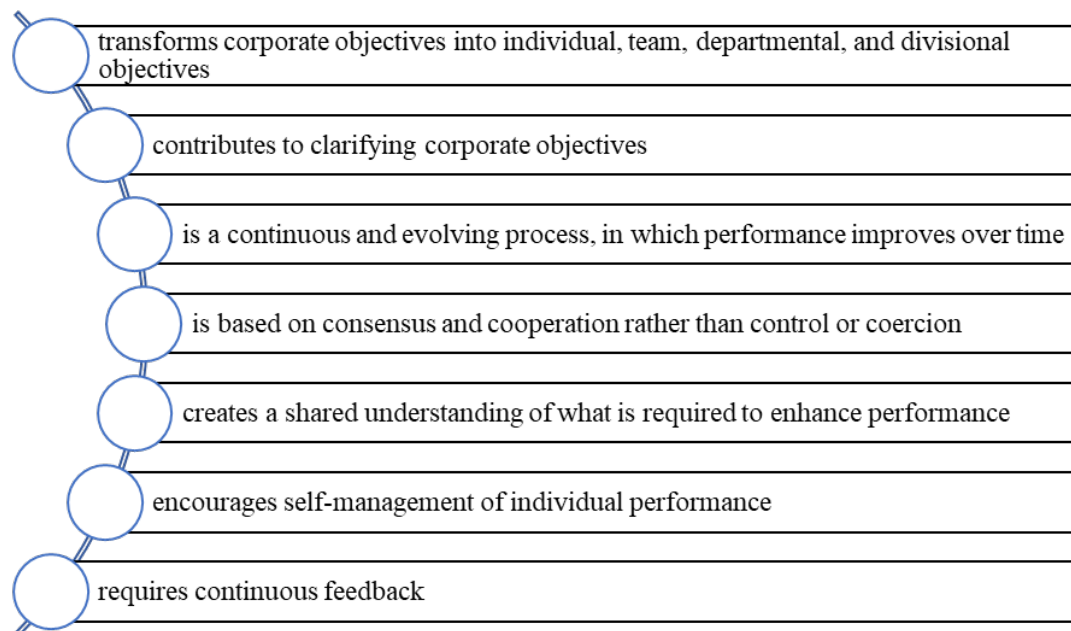 transforms corporate objectives into individual, team, departmental, and divisional
objectives
contributes to clarifying corporate objectives
is a continuous and evolving process, in which performance improves over time
is based on consensus and cooperation rather than control or coercion
creates a shared understanding of what is required to enhance performance
encourages self-management of individual performance
requires continuous feedback